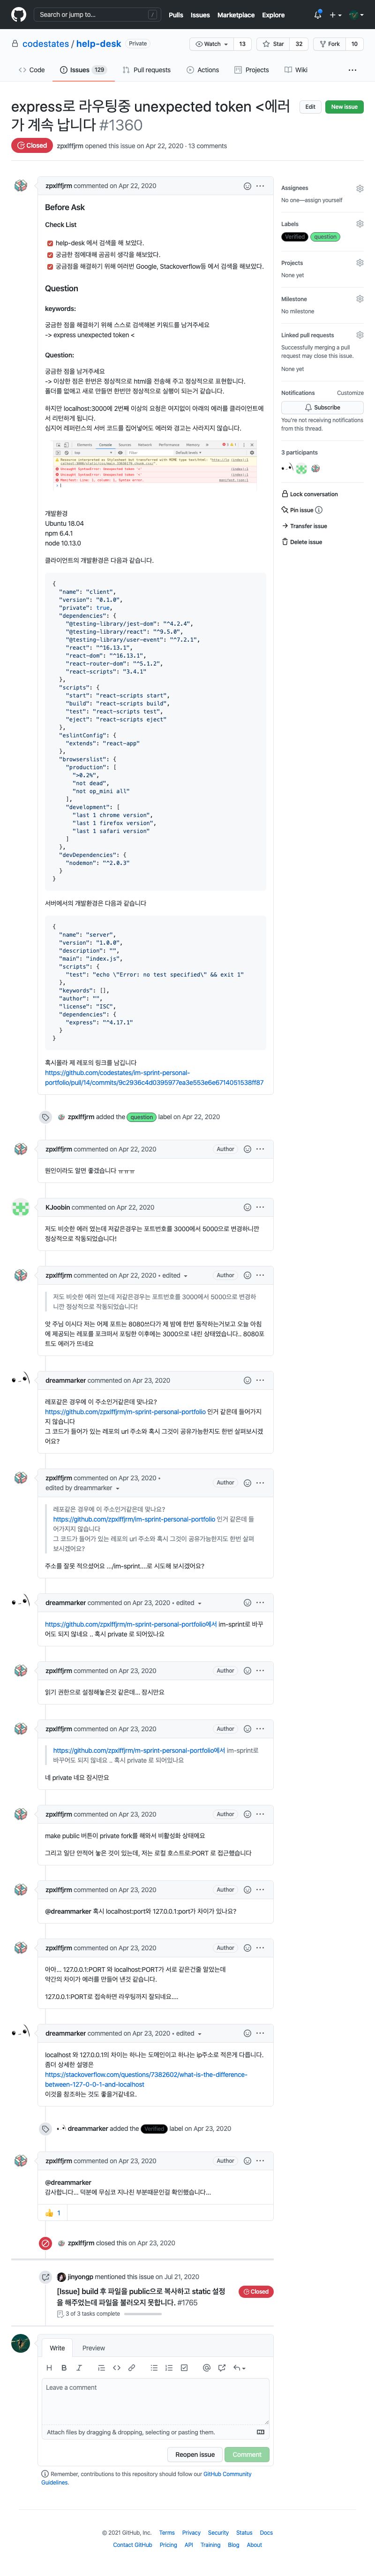 Search or jump to...
/
Pulls Issues Marketplace Explore
codestates / help-desk Private
Watch 13 Star 32 Fork 10
Code Issues 129 Pull requests Actions Projects Wiki
express로 라우팅중 unexpected token <에러
가 계속 납니다 #1360
Edit New issue
Closed zpxlffjrm opened this issue on Apr 22, 2020 · 13 comments
zpxlffjrm commented on Apr 22, 2020
Before Ask
Check List
help-desk 에서 검색을 해 보았다.
궁금한 점에대해 곰곰히 생각을 해보았다.
궁금점을 해결하기 위해 여러번 Google, Stackoverflow등 에서 검색을 해보았다.
Question
keywords:
궁금한 점을 해결하기 위해 스스로 검색해본 키워드를 남겨주세요
-> express unexpected token <
Question:
궁금한 점을 남겨주세요
-> 이상한 점은 한번은 정상적으로 html을 전송해 주고 정상적으로 표현합니다.
폴더를 없애고 새로 만들어도 한번은 정상적으로 실행이 되는거 같습니다.
하지만 localhost:3000에 2번째 이상의 요청은 여지없이 아래의 에러를 클라이언트에
서 리턴하게 됩니다.
심지어 레퍼런스의 서버 코드를 집어넣어도 에러와 경고는 사라지지 않습니다.
개발환경
Ubuntu 18.04
npm 6.4.1
node 10.13.0
클라이언트의 개발환경은 다음과 같습니다.
{
"name": "client",
"version": "0.1.0",
"private": true,
"dependencies": {
"@testing-library/jest-dom": "^4.2.4",
"@testing-library/react": "^9.5.0",
"@testing-library/user-event": "^7.2.1",
"react": "^16.13.1",
"react-dom": "^16.13.1",
"react-router-dom": "^5.1.2",
"react-scripts": "3.4.1"
},
"scripts": {
"start": "react-scripts start",
"build": "react-scripts build",
"test": "react-scripts test",
"eject": "react-scripts eject"
},
"eslintConfig": {
"extends": "react-app"
},
"browserslist": {
"production": [
">0.2%",
"not dead",
"not op_mini all"
],
"development": [
"last 1 chrome version",
"last 1 firefox version",
"last 1 safari version"
]
},
"devDependencies": {
"nodemon": "^2.0.3"
}
}
서버에서의 개발환경은 다음과 같습니다
{
"name": "server",
"version": "1.0.0",
"description": "",
"main": "index.js",
"scripts": {
"test": "echo \"Error: no test specified\" && exit 1"
},
"keywords": [],
"author": "",
"license": "ISC",
"dependencies": {
"express": "^4.17.1"
}
}
혹시몰라 제 레포의 링크를 남깁니다
https://github.com/codestates/im-sprint-personal-
portfolio/pull/14/commits/9c2936c4d0395977ea3e553e6e6714051538ff87
zpxlffjrm added the question label on Apr 22, 2020
zpxlffjrm commented on Apr 22, 2020 Author
원인이라도 알면 좋겠습니다 ㅠㅠㅠ
KJoobin commented on Apr 22, 2020
저도 비슷한 에러 였는데 저같은경우는 포트번호를 3000에서 5000으로 변경하니깐
정상적으로 작동되었습니다!
zpxlffjrm commented on Apr 22, 2020 • edited Author
저도 비슷한 에러 였는데 저같은경우는 포트번호를 3000에서 5000으로 변경하
니깐 정상적으로 작동되었습니다!
앗 주님 이시다 저는 어제 포트는 8080쓰다가 제 밤에 한번 동작하는거보고 오늘 아침
에 제공되는 레포를 포크떠서 포팅한 이후에는 3000으로 내린 상태였습니다.. 8080포
트도 에러가 뜨네요
dreammarker commented on Apr 23, 2020
레포같은 경우에 이 주소인거같은데 맞나요?
https://github.com/zpxlffjrm/m-sprint-personal-portfolio 인거 같은데 들어가지
지 않습니다
그 코드가 들어가 있는 레포의 url 주소와 혹시 그것이 공유가능한지도 한번 살펴보시겠
어요?
zpxlffjrm commented on Apr 23, 2020 •
edited by dreammarker Author
레포같은 경우에 이 주소인거같은데 맞나요?
https://github.com/zpxlffjrm/im-sprint-personal-portfolio 인거 같은데 들
어가지지 않습니다
그 코드가 들어가 있는 레포의 url 주소와 혹시 그것이 공유가능한지도 한번 살펴
보시겠어요?
주소를 잘못 적으셨어요 .../im-sprint....로 시도해 보시겠어요?
dreammarker commented on Apr 23, 2020 • edited
https://github.com/zpxlffjrm/m-sprint-personal-portfolio에서 im-sprint로 바꾸
어도 되지 않네요 .. 혹시 private 로 되어있나요
zpxlffjrm commented on Apr 23, 2020 Author
읽기 권한으로 설정해놓은것 같은데... 잠시만요
zpxlffjrm commented on Apr 23, 2020 Author
https://github.com/zpxlffjrm/m-sprint-personal-portfolio에서 im-sprint로
바꾸어도 되지 않네요 .. 혹시 private 로 되어있나요
네 private 네요 잠시만요
zpxlffjrm commented on Apr 23, 2020 Author
make public 버튼이 private fork를 해와서 비활성화 상태에요
그리고 일단 만저어 놓은 것이 있는데, 저는 로컬 호스트로:PORT 로 접근했습니다
zpxlffjrm commented on Apr 23, 2020 Author
@dreammarker 혹시 localhost:port와 127.0.0.1:port가 차이가 있나요?
zpxlffjrm commented on Apr 23, 2020 Author
아아... 127.0.0.1:PORT 와 localhost:PORT가 서로 같은건줄 알았는데
약간의 차이가 에러를 만들어 낸것 같습니다.
127.0.0.1:PORT로 접속하면 라우팅까지 잘되네요....
dreammarker commented on Apr 23, 2020 • edited
localhost 와 127.0.0.1의 차이는 하나는 도메인이고 하나는 ip주소로 적은게 다릅니다.
좀더 상세한 설명은
https://stackoverflow.com/questions/7382602/what-is-the-difference-
between-127-0-0-1-and-localhost
이것을 참조하는 것도 좋을거같네요.
dreammarker added the Verified label on Apr 23, 2020
zpxlffjrm commented on Apr 23, 2020 Author
@dreammarker
감사합니다... 덕분에 무심코 지나친 부분때문인걸 확인했습니다...
👍 1
zpxlffjrm closed this on Apr 23, 2020
jinyongp mentioned this issue on Jul 21, 2020
[Issue] build 후 파일을 public으로 복사하고 static 설정
을 해주었는데 파일을 불러오지 못합니다. #1765
Closed
3 of 3 tasks complete
Write Preview
Leave a comment
Attach files by dragging & dropping, selecting or pasting them.
Reopen issue Comment
Remember, contributions to this repository should follow our GitHub Community
Guidelines.
Assignees
No one—assign yourself
Labels
Verified question
Projects
None yet
Milestone
No milestone
Linked pull requests
Successfully merging a pull
request may close this issue.
None yet
Notifications Customize
Subscribe
You're not receiving notifications
from this thread.
3 participants
Lock conversation
Pin issue
Transfer issue
Delete issue
© 2021 GitHub, Inc. Terms Privacy Security Status Docs
Contact GitHub Pricing API Training Blog About